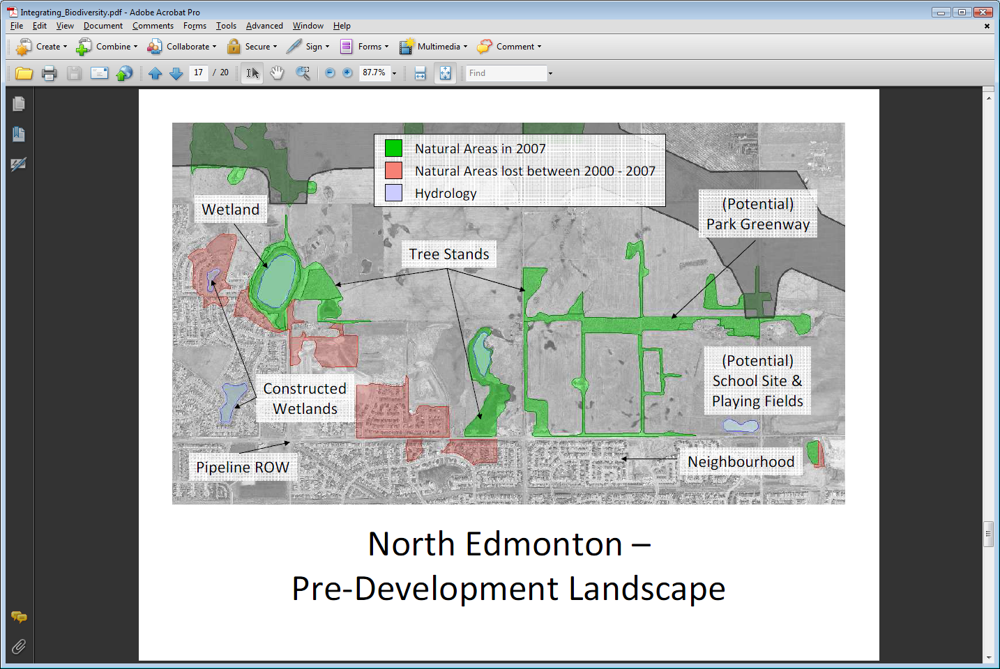 Integrating_Biodiversity.pdf - Adobe Acrobat Pro
File Edit View Document Comments Forms Tools Advanced Window Help
Create Combine Collaborate Secure Sign Forms Multimedia Comment
17 / 20 87.7% Find
Natural Areas in 2007
Natural Areas lost between 2000 - 2007
Hydrology
Wetland
(Potential)
Park Greenway
Tree Stands
(Potential)
School Site &
Playing Fields
Constructed
Wetlands
Pipeline ROW
Neighbourhood
North Edmonton –
Pre-Development Landscape